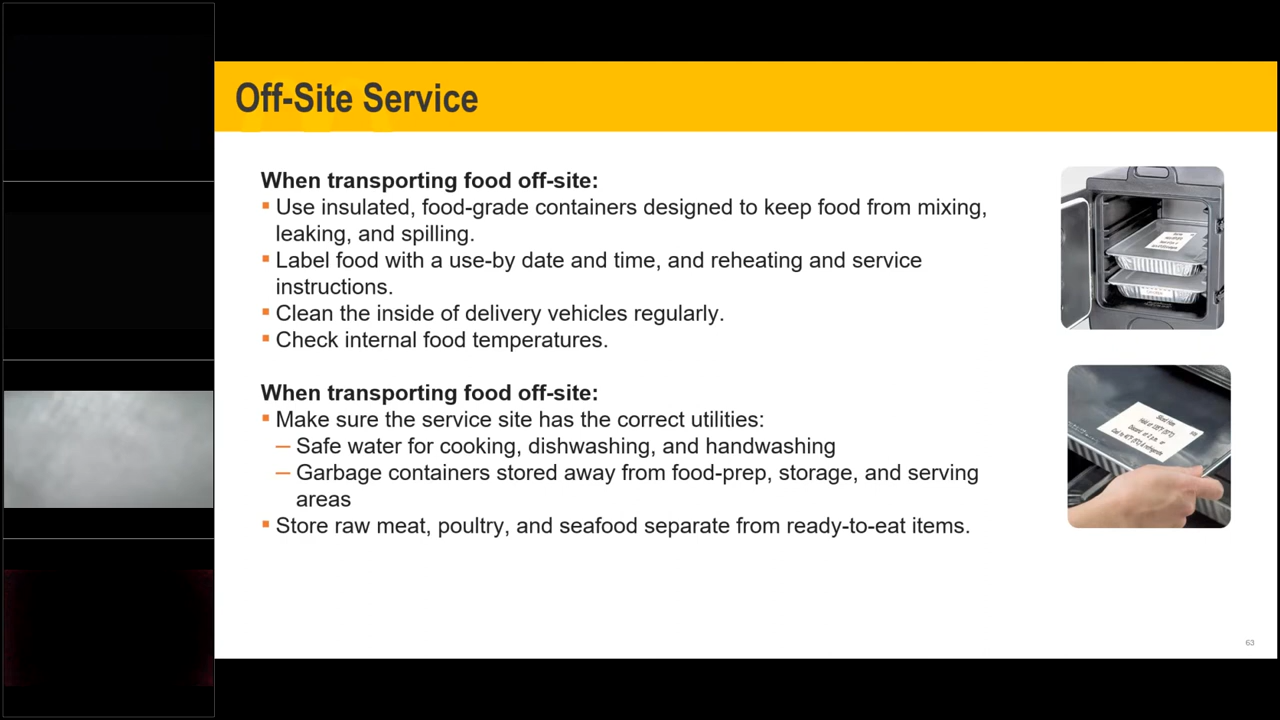 Off-Site Service
When transporting food off-site:
▪ Use insulated, food-grade containers designed to keep food from mixing,
leaking, and spilling.
▪ Label food with a use-by date and time, and reheating and service
instructions.
▪ Clean the inside of delivery vehicles regularly.
▪ Check internal food temperatures.
When transporting food off-site:
▪ Make sure the service site has the correct utilities:
– Safe water for cooking, dishwashing, and handwashing
– Garbage containers stored away from food-prep, storage, and serving
areas
▪ Store raw meat, poultry, and seafood separate from ready-to-eat items.
63